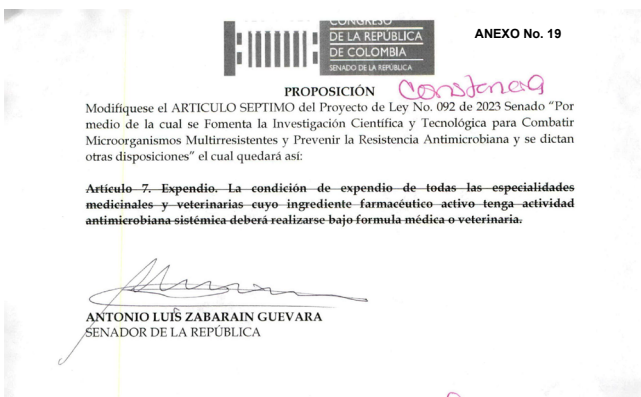 CONGRESO
DE LA REPÚBLICA
DE COLOMBIA
SENADO DE LA REPÚBLICA
ANEXO No. 19
PROPOSICIÓN
Constancia
Modifíquese el ARTICULO SEPTIMO del Proyecto de Ley No. 092 de 2023 Senado "Por
medio de la cual se Fomenta la Investigación Científica y Tecnológica para Combatir
Microorganismos Multirresistentes y Prevenir la Resistencia Antimicrobiana y se dictan
otras disposiciones" el cual quedará así:
Artículo 7. Expendio. La condición de expendio de todas las especialidades
medicinales y veterinarias cuyo ingrediente farmacéutico activo tenga actividad
antimicrobiana sistémica deberá realizarse bajo formula médica o veterinaria.
ANTONIO LUIS ZABARAIN GUEVARA
SENADOR DE LA REPÚBLICA